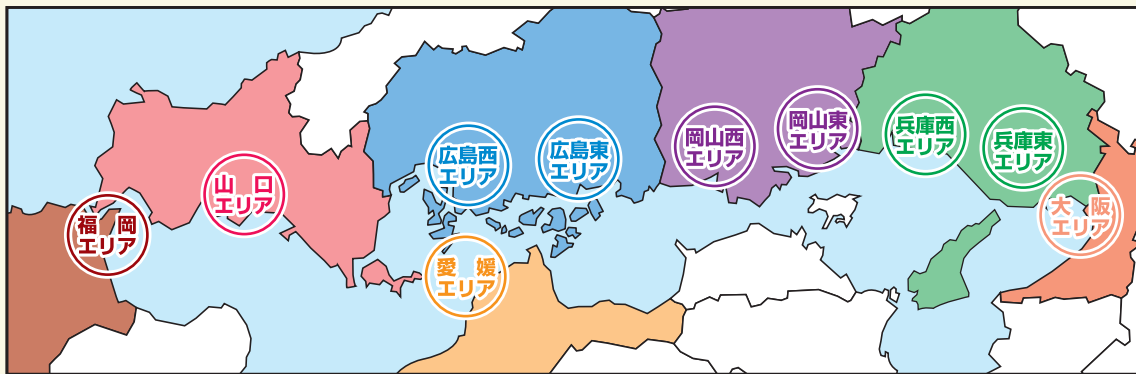 福岡
エリア
山口
エリア
広島西
エリア
広島東
エリア
愛媛
エリア
岡山西
エリア
岡山東
エリア
兵庫西
エリア
兵庫東
エリア
大阪
エリア